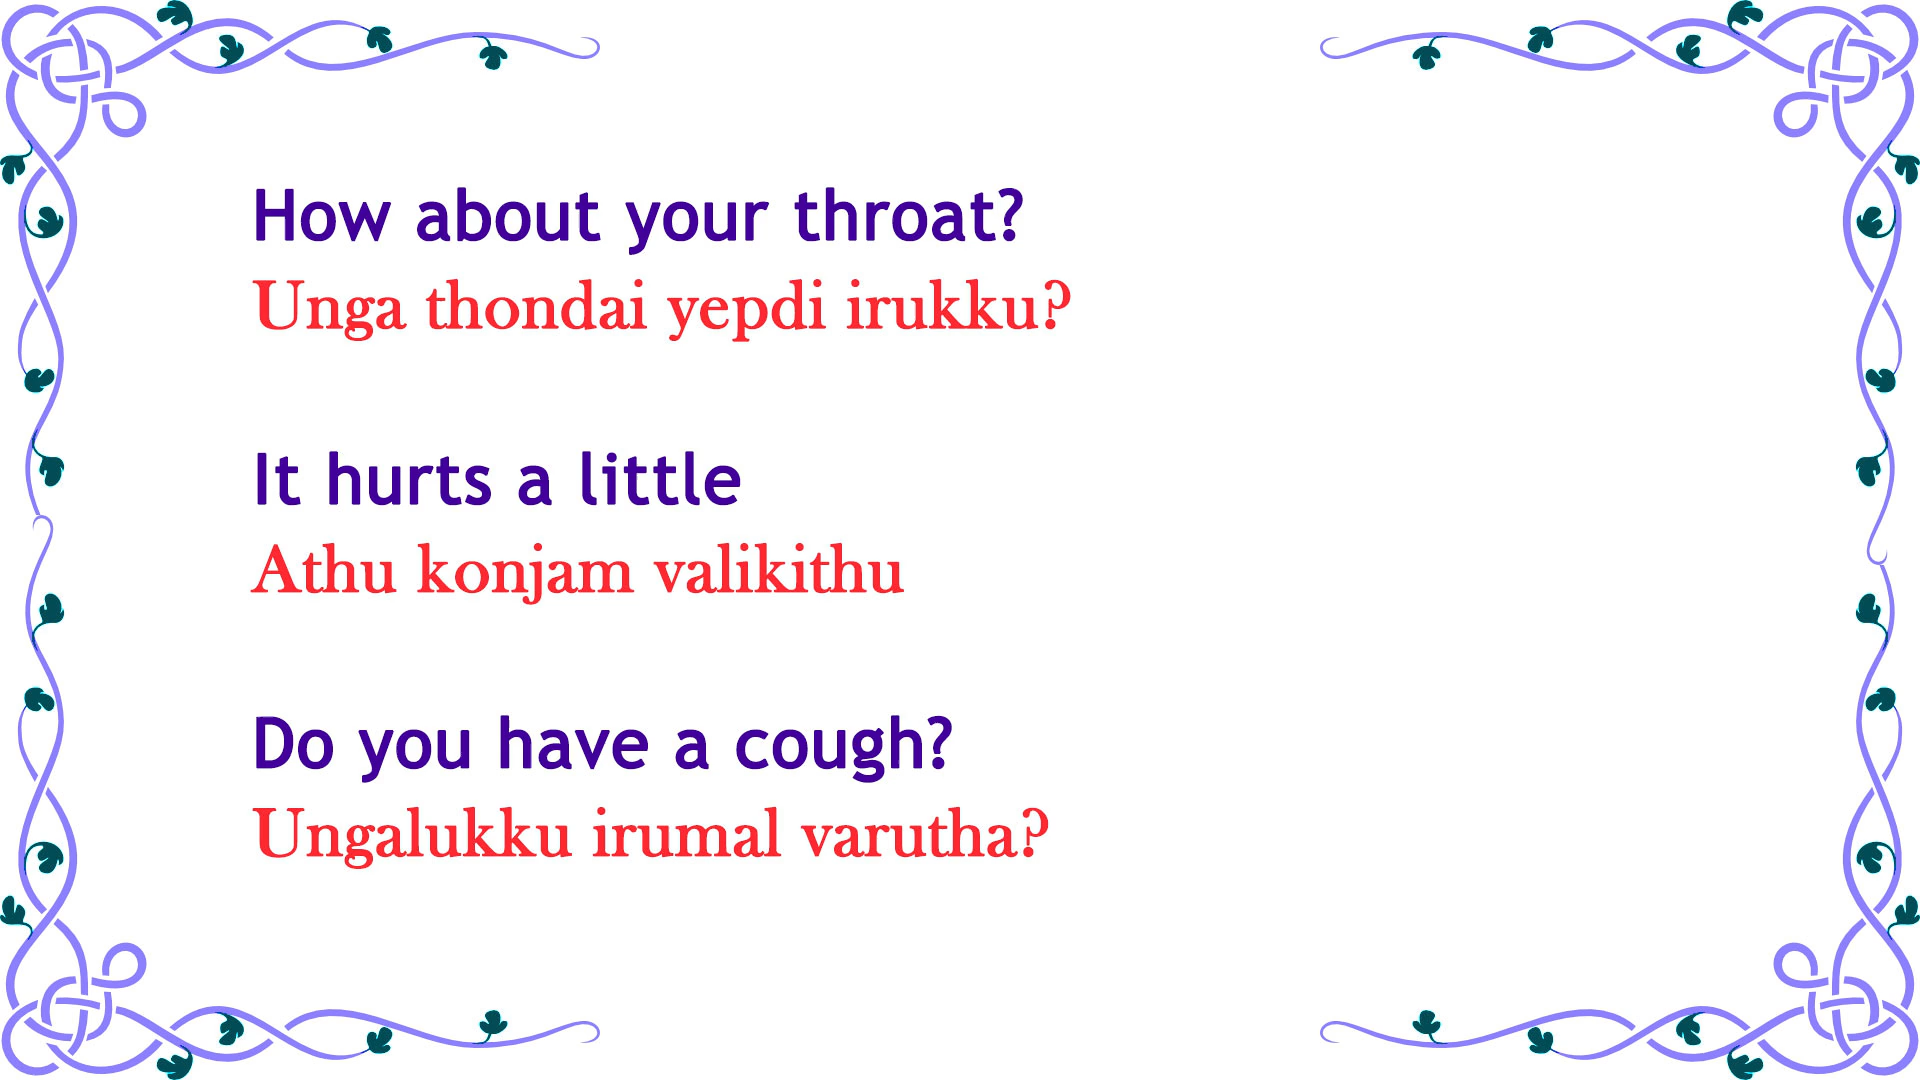 How about your throat?
Unga thondai yepdi irukku?
It hurts a little
Athu konjam valikithu
Do you have a cough?
Ungalukku irumal varutha?